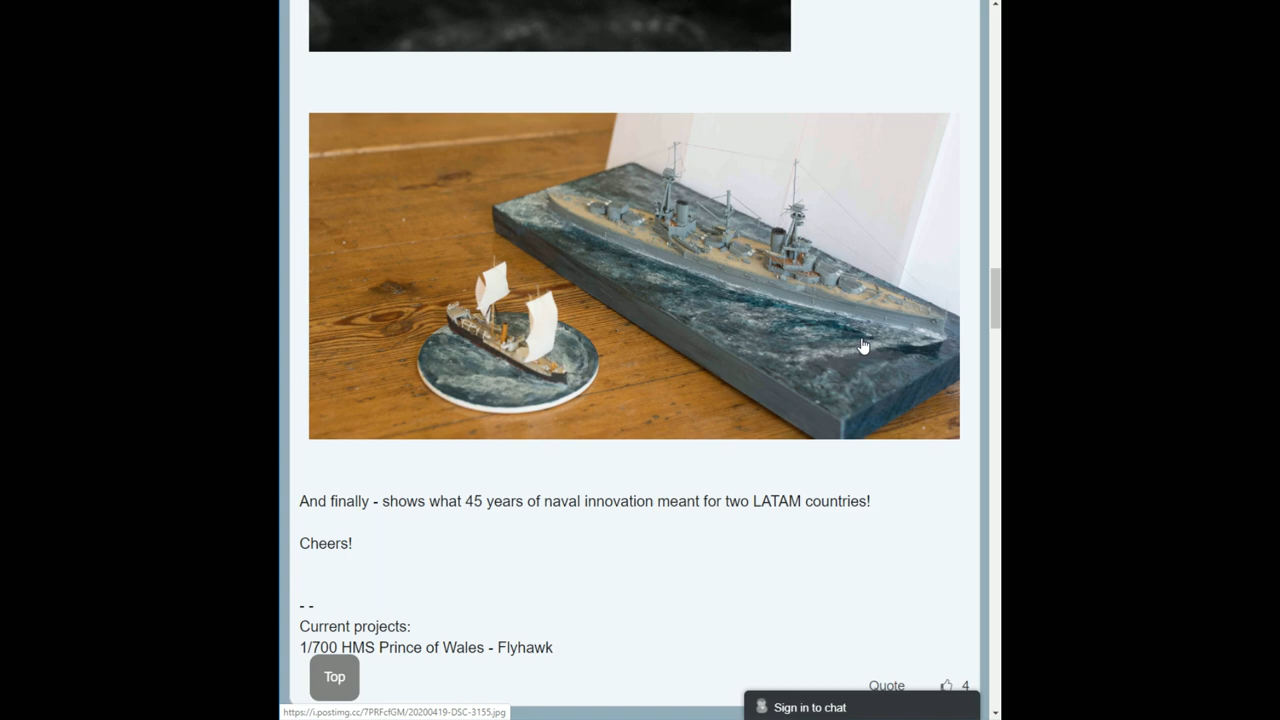 And finally - shows what 45 years of naval innovation meant for two LATAM countries!
Cheers!
- -
Current projects:
1/700 HMS Prince of Wales - Flyhawk
Top
Quote 4
Sign in to chat
https://i.postimg.cc/7PRFcfGM/20200419-DSC-3155.jpg